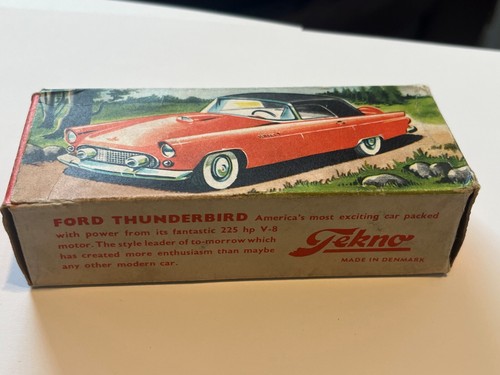 FORD THUNDERBIRD America's most exciting car packed
with power from its fantastic 225 hp V-8
motor. The style leader of to-morrow which
has created more enthusiasm than maybe
any other modern car.
Tekno
MADE IN DENMARK